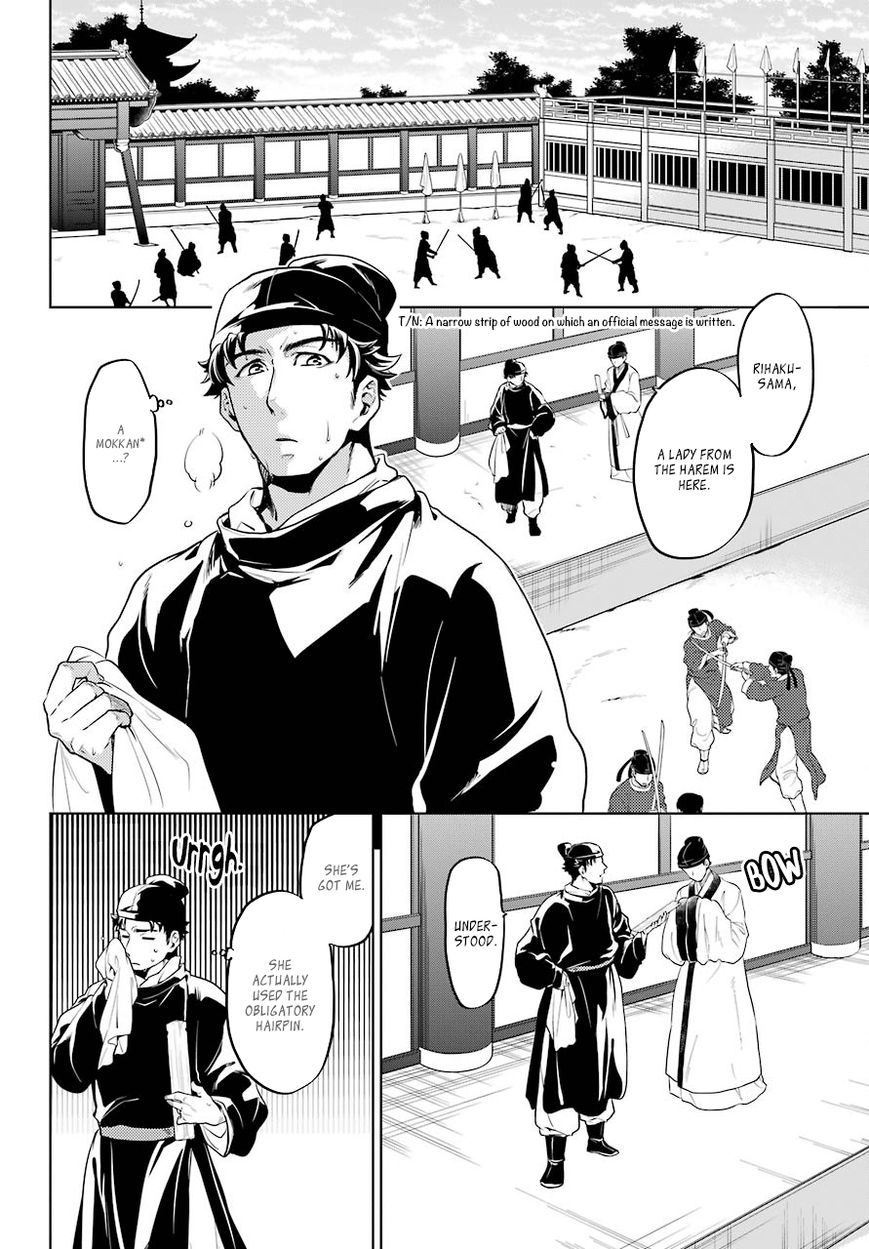 T/N: A narrow strip of wood on which an official message is written.
RIHAKU-
SAMA,
A LADY FROM
THE HAREM IS
HERE.
A
MOKKAN*
...?
UNDER-
STOOD.
BOW
SHE'S
GOT ME.
SHE
ACTUALLY
USED THE
OBLIGATORY
HAIRPIN.
Urrgh.